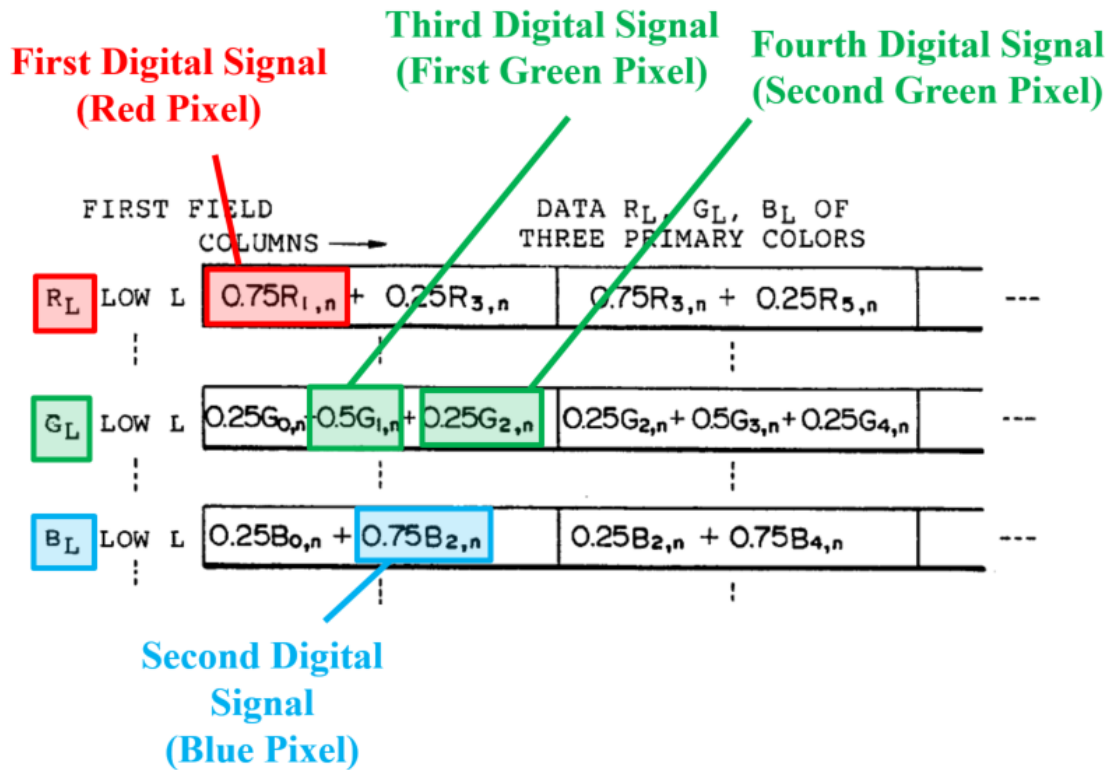 Third Digital Signal
(First Green Pixel)
Fourth Digital Signal
(Second Green Pixel)
First Digital Signal
(Red Pixel)
FIRST FIELD
COLUMNS →
DATA RL, GL, BL OF
THREE PRIMARY COLORS
RL LOW L 0.75R1,n + 0.25R3,n 0.75R3,n + 0.25R5,n ---
GL LOW L 0.25G0,n+0.5G1,n+ 0.25G2,n 0.25G2,n+0.5G3,n+0.25G4,n ---
BL LOW L 0.25B0,n + 0.75B2,n 0.25B2,n + 0.75B4,n ---
Second Digital
Signal
(Blue Pixel)